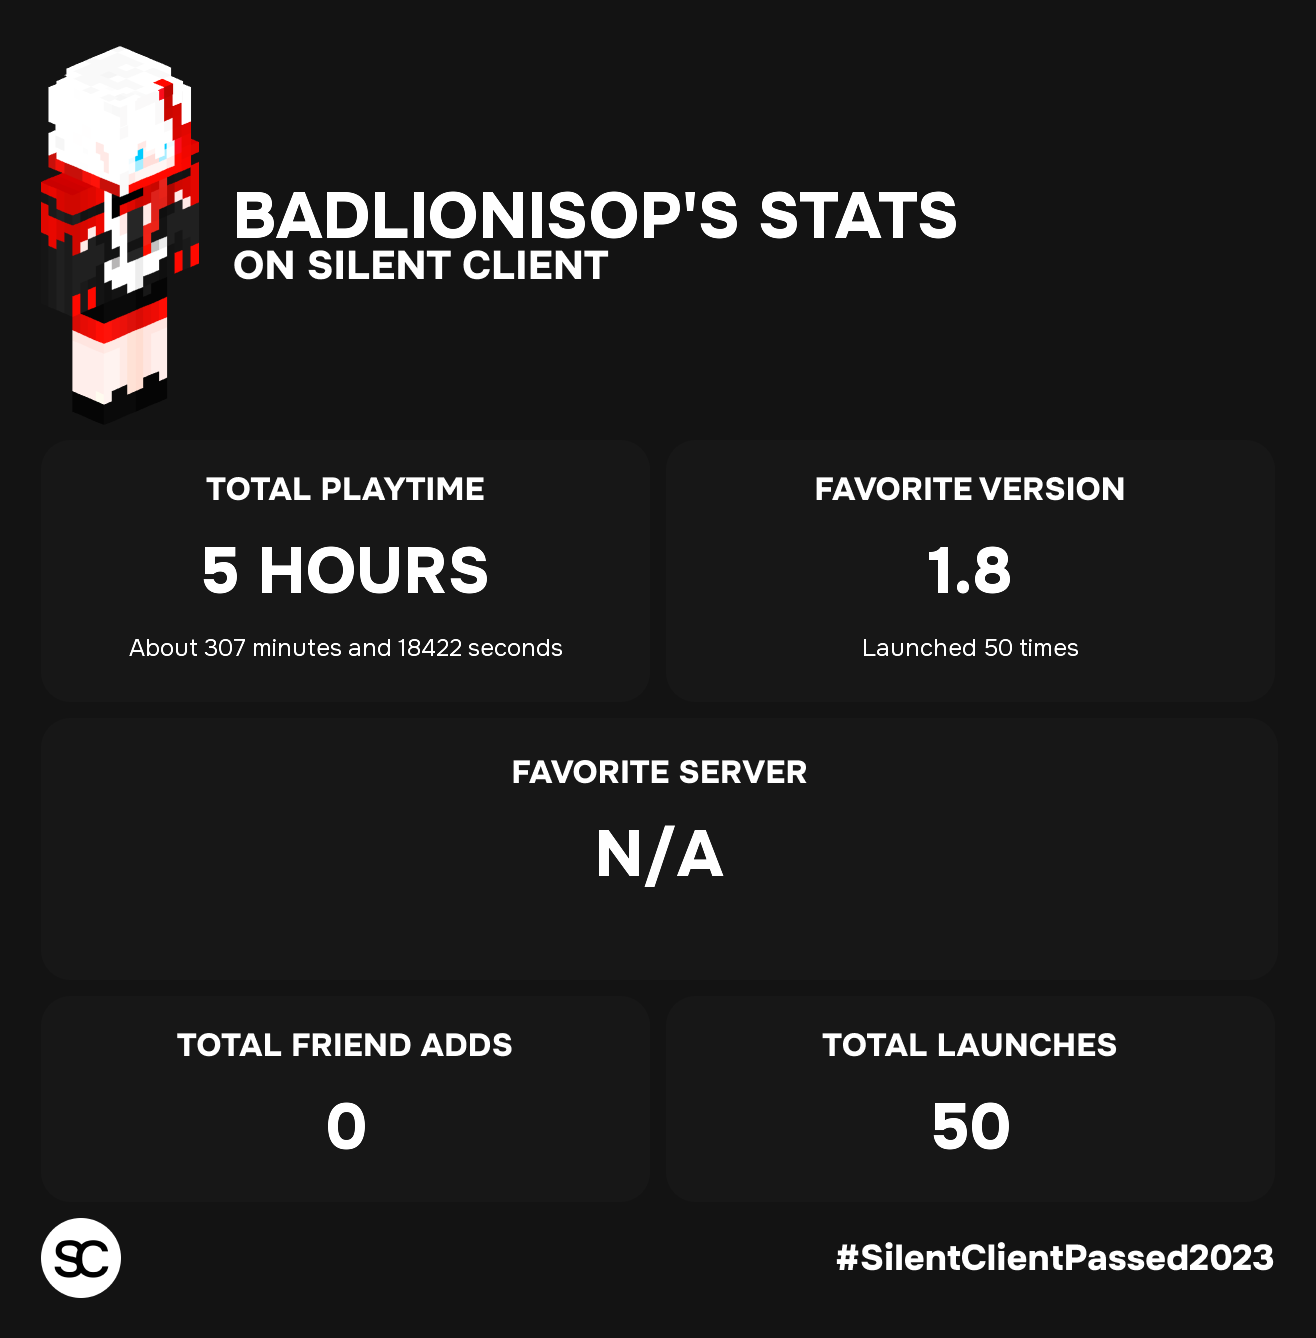 BADLIONISOP'S STATS
ON SILENT CLIENT
TOTAL PLAYTIME
5 HOURS
About 307 minutes and 18422 seconds
FAVORITE VERSION
1.8
Launched 50 times
FAVORITE SERVER
N/A
TOTAL FRIEND ADDS
0
TOTAL LAUNCHES
50
SC
#SilentClientPassed2023